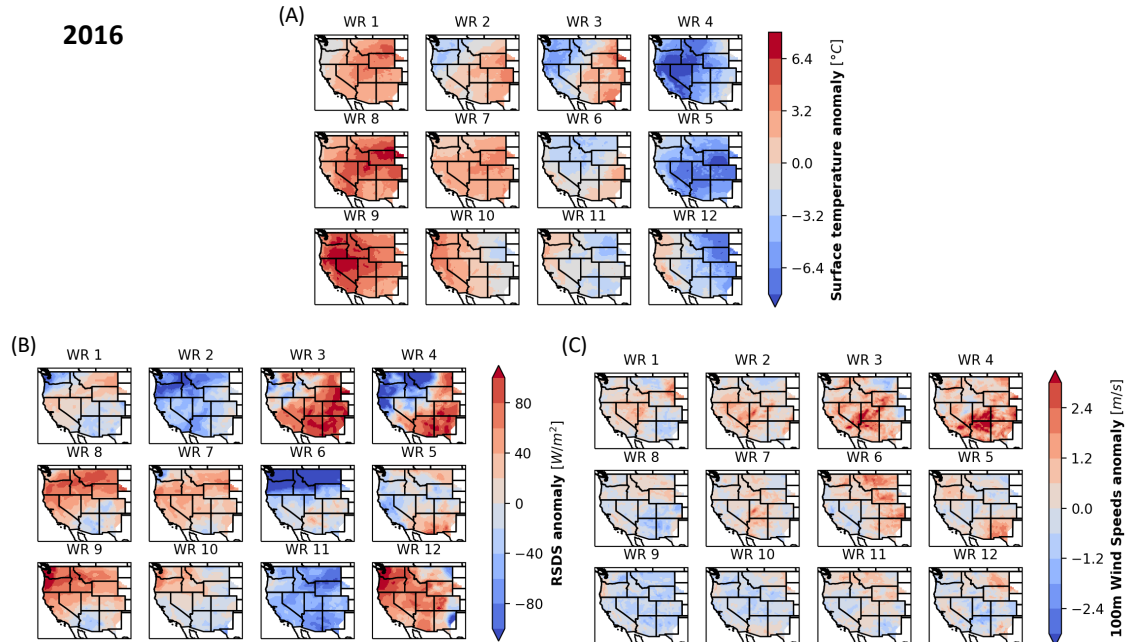 2016
(A)
WR 1 WR 2 WR 3 WR 4
WR 8 WR 7 WR 6 WR 5
WR 9 WR 10 WR 11 WR 12
6.4
3.2
0.0
−3.2
−6.4
Surface temperature anomaly [°C]
(B)
WR 1 WR 2 WR 3 WR 4
WR 8 WR 7 WR 6 WR 5
WR 9 WR 10 WR 11 WR 12
80
40
0
−40
−80
RSDS anomaly [W/m²]
(C)
WR 1 WR 2 WR 3 WR 4
WR 8 WR 7 WR 6 WR 5
WR 9 WR 10 WR 11 WR 12
2.4
1.2
0.0
−1.2
−2.4
100m Wind Speeds anomaly [m/s]